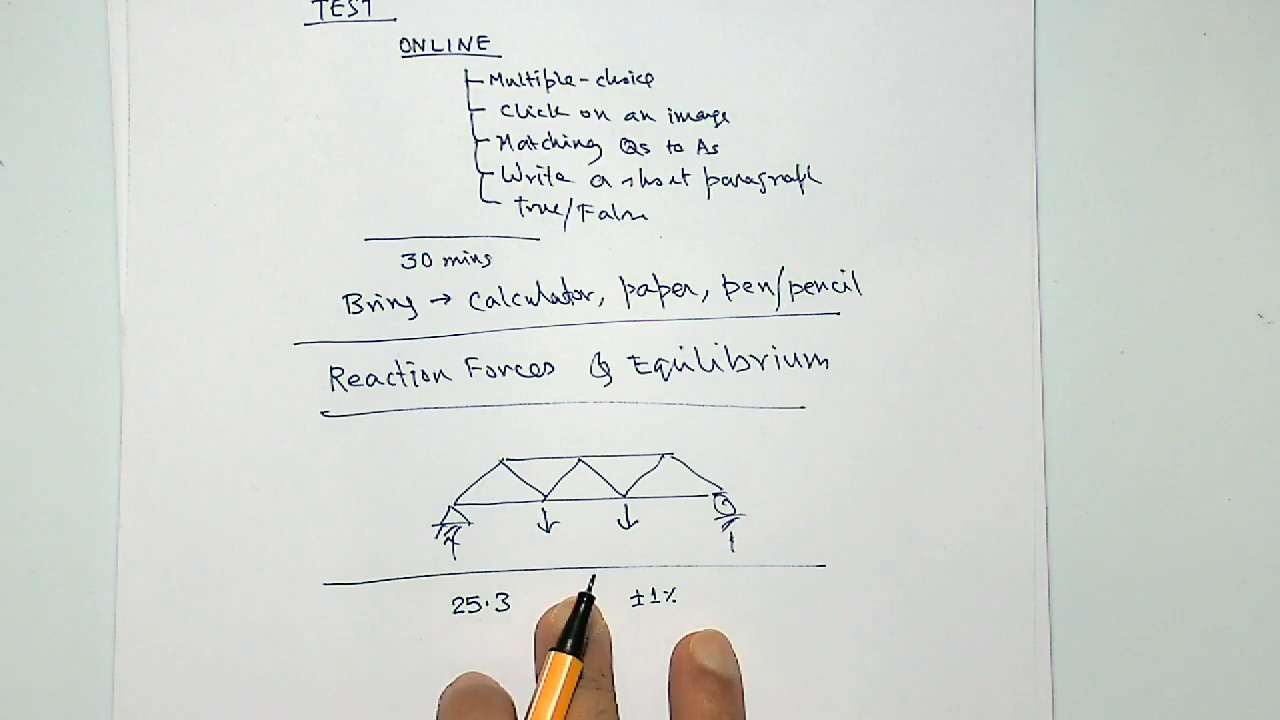 TEST
ONLINE
Multiple-choice
Click on an image
Matching Qs to As
Write a short paragraph
True/False
30 mins
Bring → Calculator, paper, pen/pencil
Reaction Forces & Equilibrium
25.3 ±1%